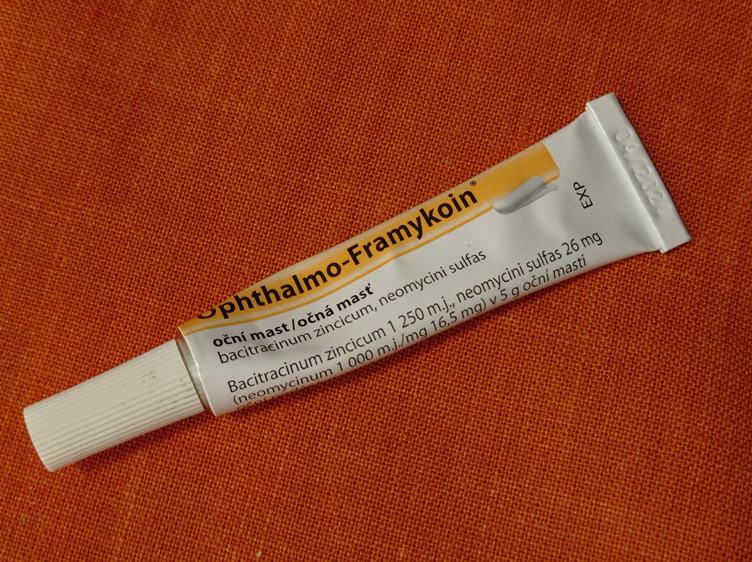 Ophthalmo-Framykoin®
oční mast/očná masť
bacitracinum zincicum, neomycini sulfas
Bacitracinum zincicum 1 250 m.j., neomycini sulfas 26 mg
(neomycinum 1 000 m.j./mg 16,5 mg) v 5 g oční masti
EXP